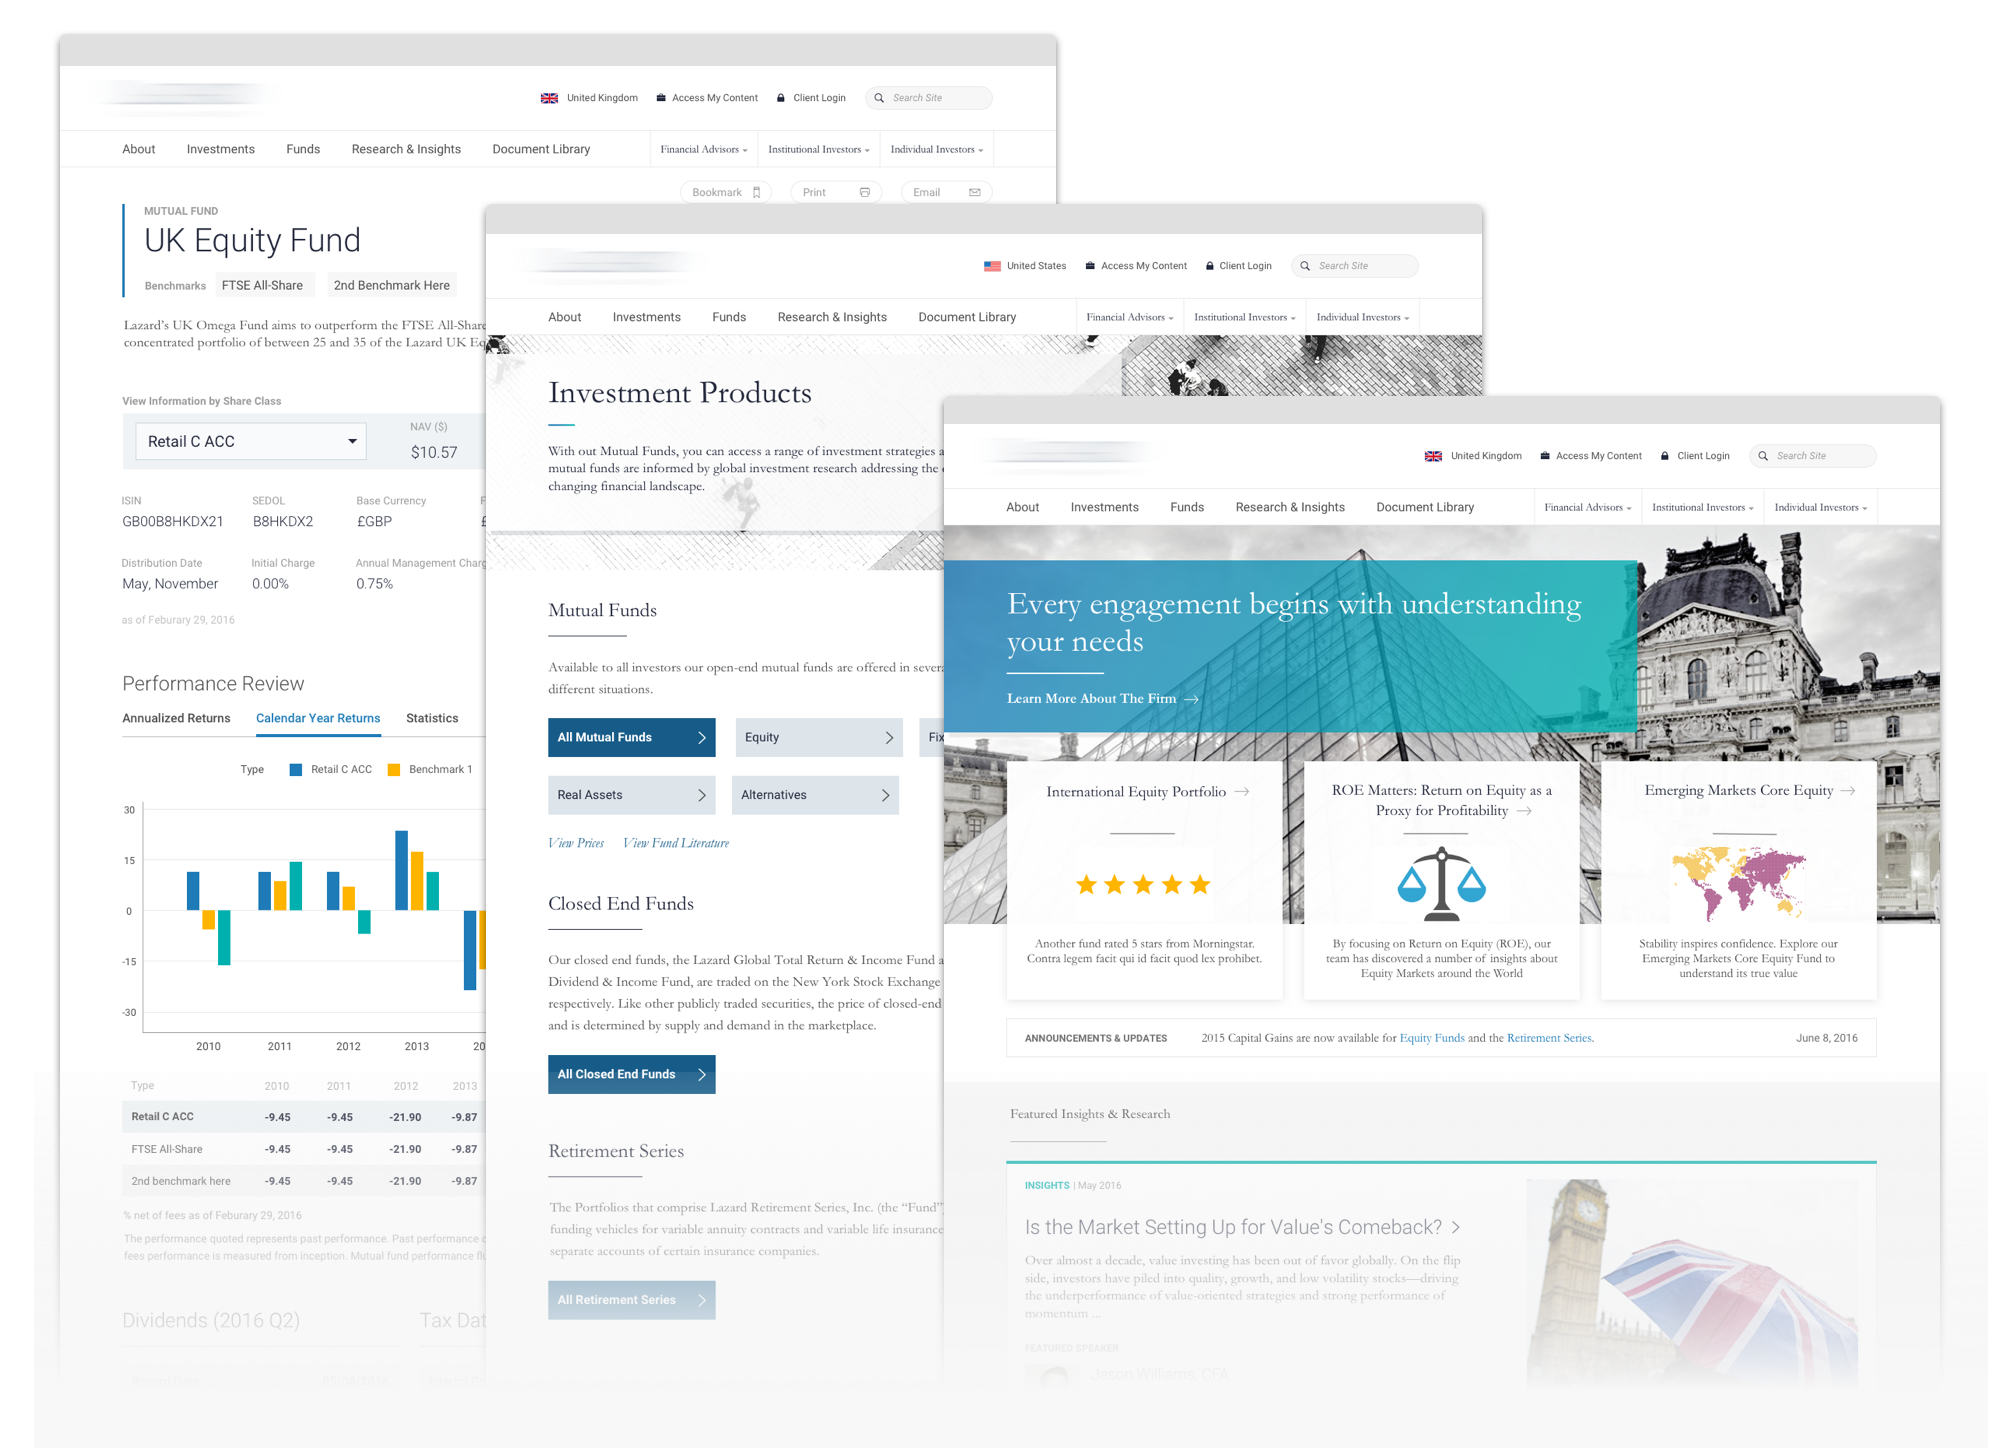 United Kingdom
Access My Content
Client Login
Search Site
About
Investments
Funds
Research & Insights
Document Library
Financial Advisors
Institutional Investors
Individual Investors
Bookmark
Print
Email
MUTUAL FUND
UK Equity Fund
Benchmarks FTSE All-Share 2nd Benchmark Here
Lazard's UK Omega Fund aims to outperform the FTSE All-Share
concentrated portfolio of between 25 and 35 of the Lazard UK Eq
View Information by Share Class
Retail C ACC
NAV ($)
$10.57
ISIN SEDOL Base Currency
GB00B8HKDX21 B8HKDX2 £GBP £
Distribution Date Initial Charge Annual Management Charg
May, November 0.00% 0.75%
as of Feburary 29, 2016
Performance Review
Annualized Returns Calendar Year Returns Statistics
Type Retail C ACC Benchmark 1
30
15
0
-15
-30
2010 2011 2012 2013 20
Type 2010 2011 2012 2013
Retail C ACC -9.45 -9.45 -21.90 -9.87
FTSE All-Share -9.45 -9.45 -21.90 -9.87
2nd benchmark here -9.45 -9.45 -21.90 -9.87
% net of fees as of Feburary 29, 2016
The performance quoted represents past performance. Past performance
fees performance is measured from inception. Mutual fund performance flu
Dividends (2016 Q2) Tax Dat
United States
Access My Content
Client Login
Search Site
About
Investments
Funds
Research & Insights
Document Library
Financial Advisors
Institutional Investors
Individual Investors
Investment Products
With out Mutual Funds, you can access a range of investment strategies a
mutual funds are informed by global investment research addressing the
changing financial landscape.
Mutual Funds
Available to all investors our open-end mutual funds are offered in severa
different situations.
All Mutual Funds
Equity
Fix
Real Assets
Alternatives
View Prices View Fund Literature
Closed End Funds
Our closed end funds, the Lazard Global Total Return & Income Fund a
Dividend & Income Fund, are traded on the New York Stock Exchange
respectively. Like other publicly traded securities, the price of closed-end
and is determined by supply and demand in the marketplace.
All Closed End Funds
Retirement Series
The Portfolios that comprise Lazard Retirement Series, Inc. (the “Fund”)
funding vehicles for variable annuity contracts and variable life insurance
separate accounts of certain insurance companies.
All Retirement Series
United Kingdom
Access My Content
Client Login
Search Site
About
Investments
Funds
Research & Insights
Document Library
Financial Advisors
Institutional Investors
Individual Investors
Every engagement begins with understanding
your needs
Learn More About The Firm →
International Equity Portfolio →
Another fund rated 5 stars from Morningstar.
Contra legem facit qui id facit quod lex prohibet.
ROE Matters: Return on Equity as a
Proxy for Profitability →
By focusing on Return on Equity (ROE), our
team has discovered a number of insights about
Equity Markets around the World
Emerging Markets Core Equity →
Stability inspires confidence. Explore our
Emerging Markets Core Equity Fund to
understand its true value
ANNOUNCEMENTS & UPDATES 2015 Capital Gains are now available for Equity Funds and the Retirement Series. June 8, 2016
Featured Insights & Research
INSIGHTS | May 2016
Is the Market Setting Up for Value's Comeback? >
Over almost a decade, value investing has been out of favor globally. On the flip
side, investors have piled into quality, growth, and low volatility stocks—driving
the underperformance of value-oriented strategies and strong performance of
momentum ...
FEATURED SPEAKER
Jason Williams, CFA